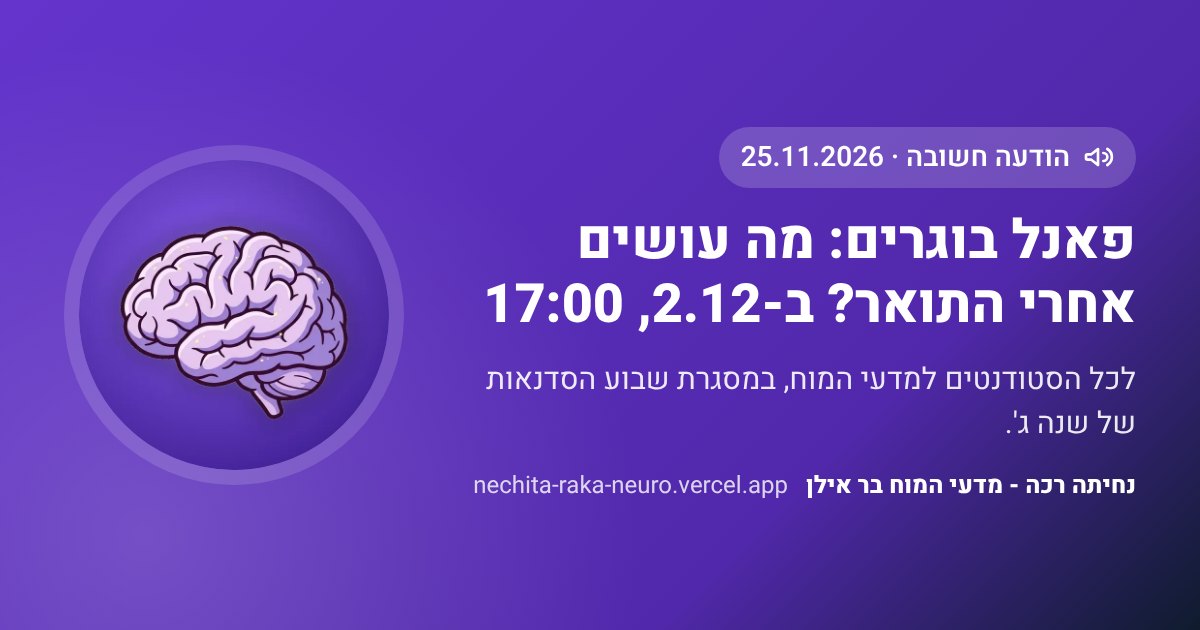 הודעה חשובה · 25.11.2026
פאנל בוגרים: מה עושים
אחרי התואר? ב-2.12, 17:00
לכל הסטודנטים למדעי המוח, במסגרת שבוע הסדנאות
של שנה ג'.
נחיתה רכה - מדעי המוח בר אילן nechita-raka-neuro.vercel.app